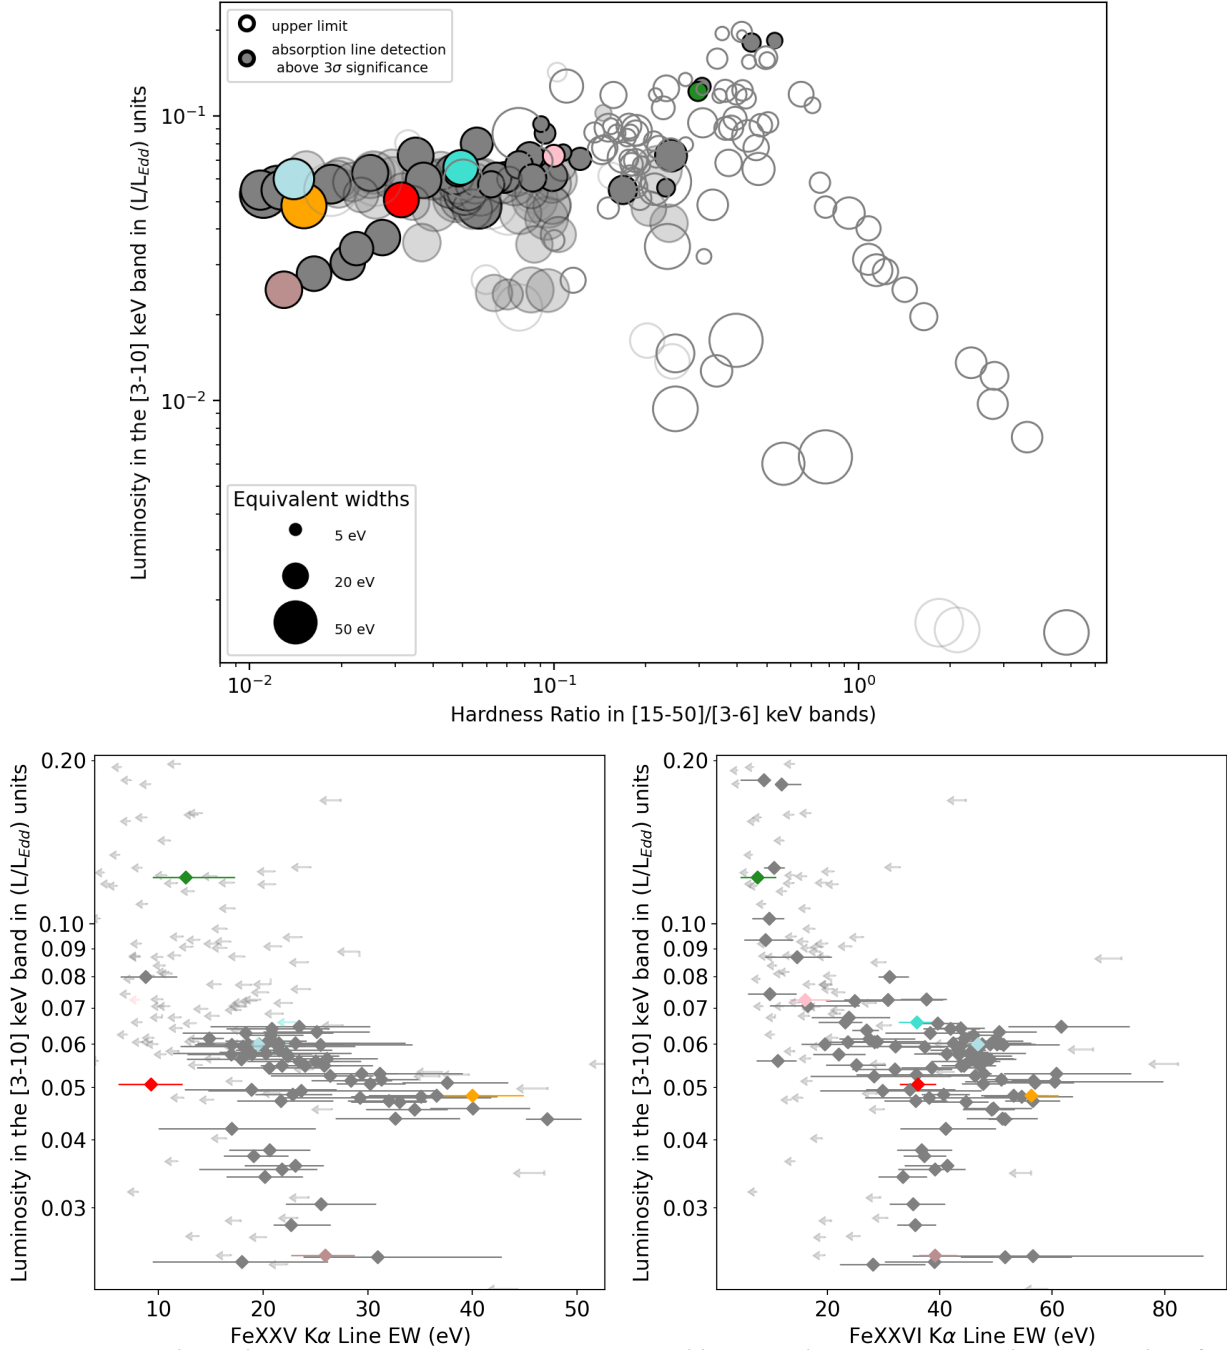 upper limit
absorption line detection
above 3σ significance
Luminosity in the [3-10] keV band in (L/L_Edd) units
10⁻¹
10⁻²
Equivalent widths
5 eV
20 eV
50 eV
10⁻²
10⁻¹
10⁰
Hardness Ratio in [15-50]/[3-6] keV bands)
Luminosity in the [3-10] keV band in (L/L_Edd) units
0.20
0.10
0.09
0.08
0.07
0.06
0.05
0.04
0.03
10
20
30
40
50
FeXXV Kα Line EW (eV)
Luminosity in the [3-10] keV band in (L/L_Edd) units
0.20
0.10
0.09
0.08
0.07
0.06
0.05
0.04
0.03
20
40
60
80
FeXXVI Kα Line EW (eV)